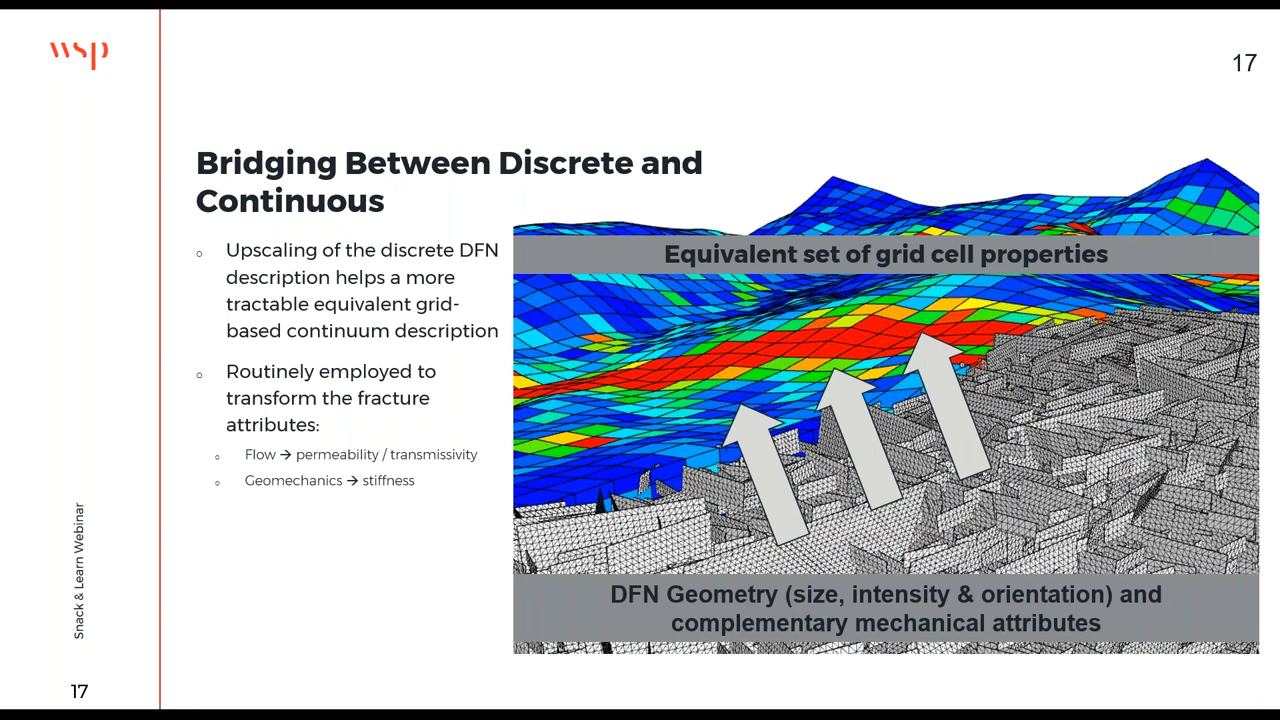 wsp
17
Bridging Between Discrete and
Continuous
○ Upscaling of the discrete DFN
description helps a more
tractable equivalent grid-
based continuum description
○ Routinely employed to
transform the fracture
attributes:
○ Flow → permeability / transmissivity
○ Geomechanics → stiffness
Equivalent set of grid cell properties
DFN Geometry (size, intensity & orientation) and
complementary mechanical attributes
Snack & Learn Webinar
17